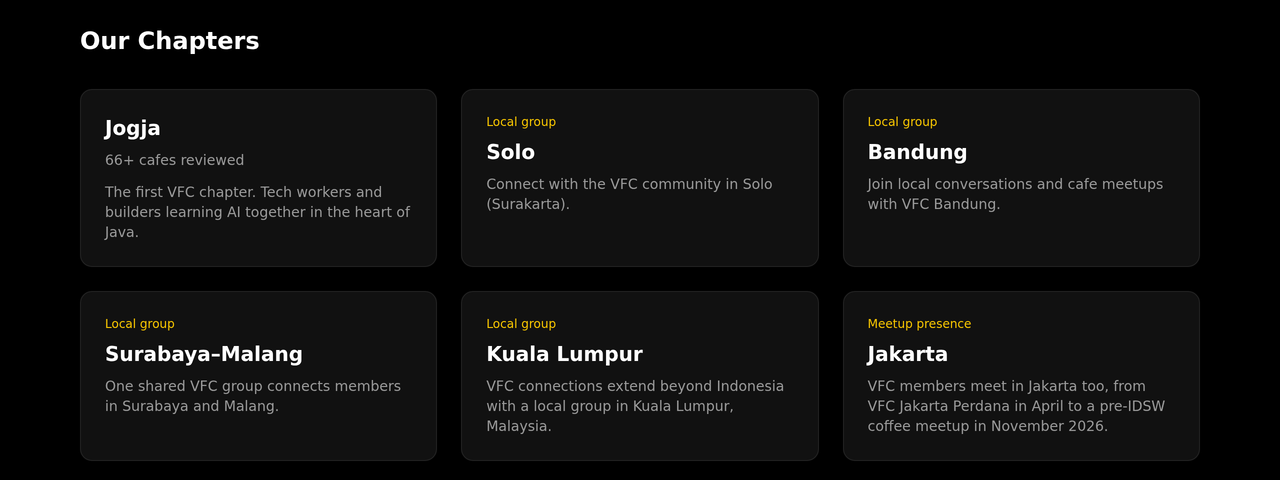 Our Chapters
Jogja
66+ cafes reviewed
The first VFC chapter. Tech workers and
builders learning AI together in the heart of
Java.
Local group
Solo
Connect with the VFC community in Solo
(Surakarta).
Local group
Bandung
Join local conversations and cafe meetups
with VFC Bandung.
Local group
Surabaya–Malang
One shared VFC group connects members
in Surabaya and Malang.
Local group
Kuala Lumpur
VFC connections extend beyond Indonesia
with a local group in Kuala Lumpur,
Malaysia.
Meetup presence
Jakarta
VFC members meet in Jakarta too, from
VFC Jakarta Perdana in April to a pre-IDSW
coffee meetup in November 2026.